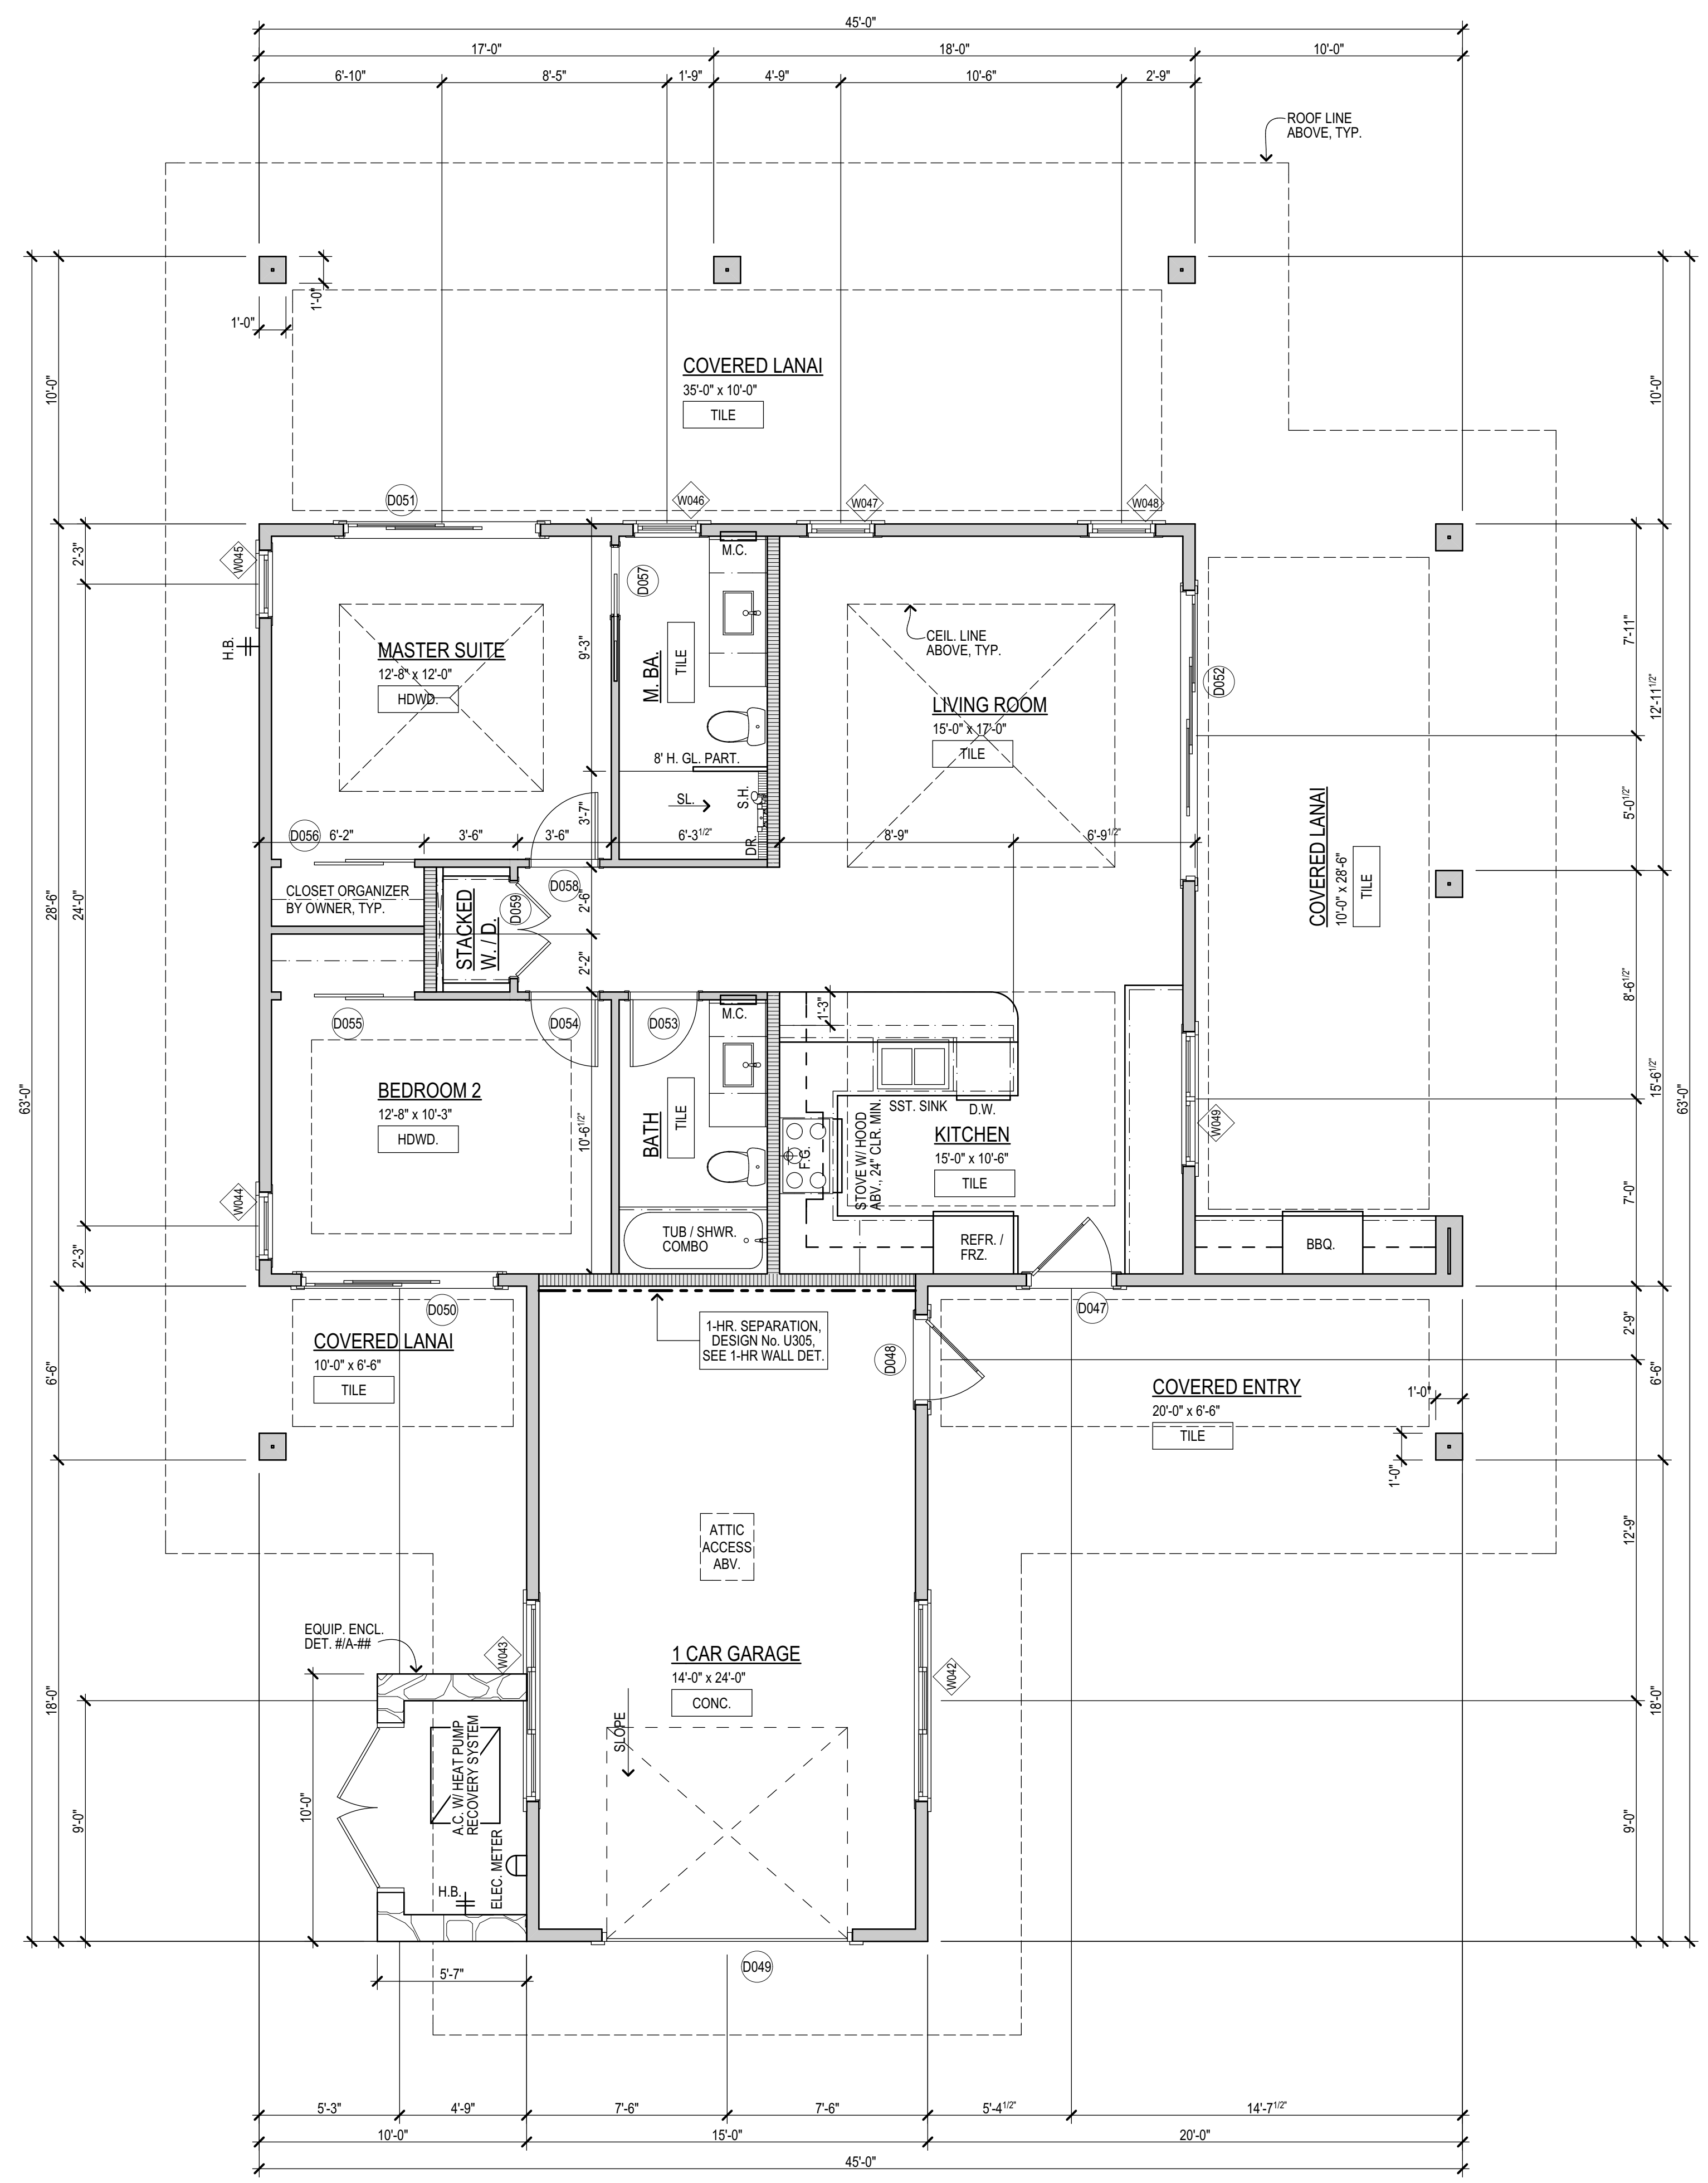 45'-0"
17'-0"
18'-0"
10'-0"
6'-10"
8'-5"
1'-9"
4'-9"
10'-6"
2'-9"
ROOF LINE
ABOVE, TYP.
1'-0"
1'-0"
COVERED LANAI
35'-0" x 10'-0"
TILE
10'-0"
10'-0"
D051
W046
W047
W048
W045
2'-3"
H.B.
M.C.
D057
MASTER SUITE
12'-8" x 12'-0"
HDWD.
9'-3"
M. BA.
TILE
CEIL. LINE
ABOVE, TYP.
LIVING ROOM
15'-0" x 17'-0"
TILE
D052
7'-11"
12'-11 1/2"
5'-0 1/2"
8' H. GL. PART.
SL.
S.H.
DR.
3'-7"
D056
6'-2"
3'-6"
3'-6"
6'-3 1/2"
8'-9"
6'-9 1/2"
COVERED LANAI
10'-0" x 28'-6"
TILE
CLOSET ORGANIZER
BY OWNER, TYP.
STACKED
W. / D.
D059
D058
2'-6"
2'-2"
28'-6"
24'-0"
63'-0"
8'-6 1/2"
15'-6 1/2"
63'-0"
7'-0"
D055
D054
D053
M.C.
1'-3"
BEDROOM 2
12'-8" x 10'-3"
HDWD.
10'-6 1/2"
BATH
TILE
SST. SINK
D.W.
F.G.
STOVE W/ HOOD
ABV., 24" CLR. MIN.
KITCHEN
15'-0" x 10'-6"
TILE
W049
W044
2'-3"
TUB / SHWR.
COMBO
REFR. /
FRZ.
BBQ.
D050
D047
D048
COVERED LANAI
10'-0" x 6'-6"
TILE
1-HR. SEPARATION,
DESIGN No. U305,
SEE 1-HR WALL DET.
COVERED ENTRY
20'-0" x 6'-6"
TILE
1'-0"
1'-0"
2'-9"
6'-6"
6'-6"
12'-9"
ATTIC
ACCESS
ABV.
EQUIP. ENCL.
DET. #/A-##
W043
1 CAR GARAGE
14'-0" x 24'-0"
CONC.
W042
18'-0"
18'-0"
SLOPE
A.C. W/ HEAT PUMP
RECOVERY SYSTEM
ELEC. METER
H.B.
10'-0"
9'-0"
9'-0"
5'-7"
D049
5'-3"
4'-9"
7'-6"
7'-6"
5'-4 1/2"
14'-7 1/2"
10'-0"
15'-0"
20'-0"
45'-0"